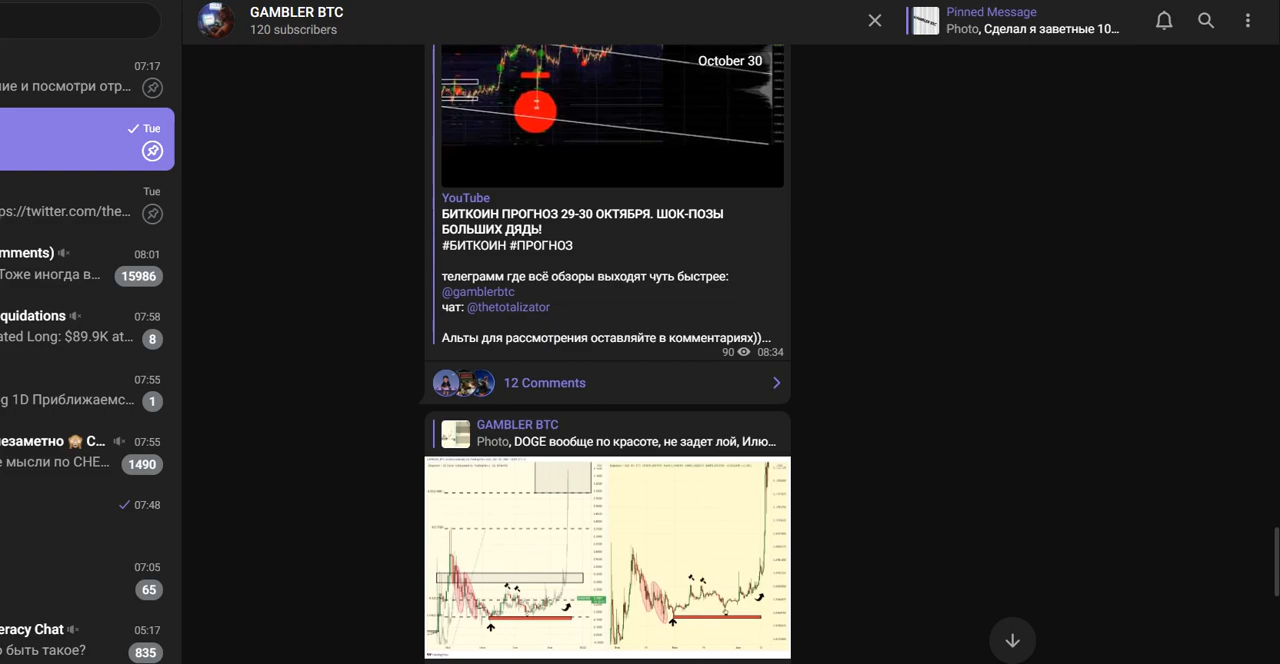 GAMBLER BTC
120 subscribers
Pinned Message
Photo, Сделал я заветные 10...
07:17
ие и посмотри отр...
Tue
Tue
ps://twitter.com/the...
mments)
08:01
Тоже иногда в...
15986
quidations
07:58
ated Long: $89.9K at...
8
07:55
g 1D Приближаемс...
1
незаметно 🙈 С...
07:55
е мысли по CHE...
1490
07:48
07:05
65
eracy Chat
05:17
о быть такое?
835
October 30
YouTube
БИТКОИН ПРОГНОЗ 29-30 ОКТЯБРЯ. ШОК-ПОЗЫ
БОЛЬШИХ ДЯДЬ!
#БИТКОИН #ПРОГНОЗ
телеграмм где всё обзоры выходят чуть быстрее:
@gamblerbtc
чат: @thetotalizator
Альты для рассмотрения оставляйте в комментариях))...
90 08:34
12 Comments
GAMBLER BTC
Photo, DOGE вообще по красоте, не задет лой, Илю...